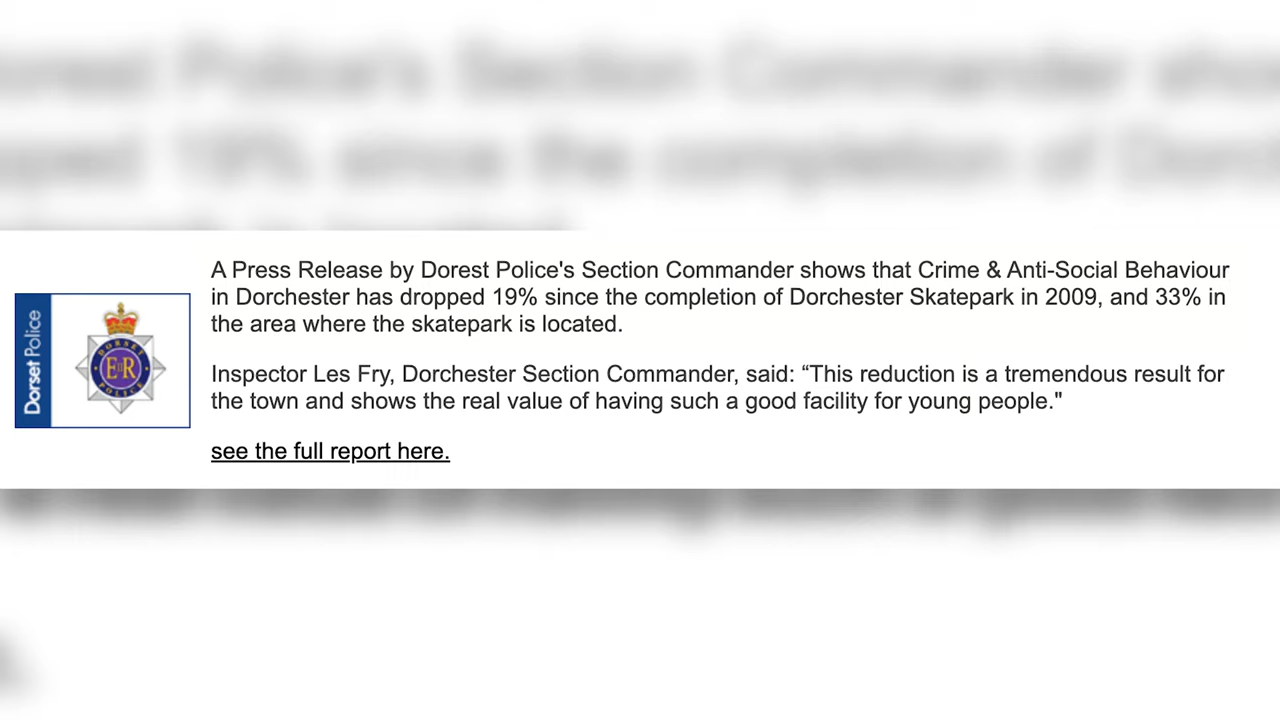 A Press Release by Dorest Police's Section Commander shows that Crime & Anti-Social Behaviour
in Dorchester has dropped 19% since the completion of Dorchester Skatepark in 2009, and 33% in
the area where the skatepark is located.
Dorset Police
DORSET
EIIR
POLICE
Inspector Les Fry, Dorchester Section Commander, said: “This reduction is a tremendous result for
the town and shows the real value of having such a good facility for young people."
see the full report here.